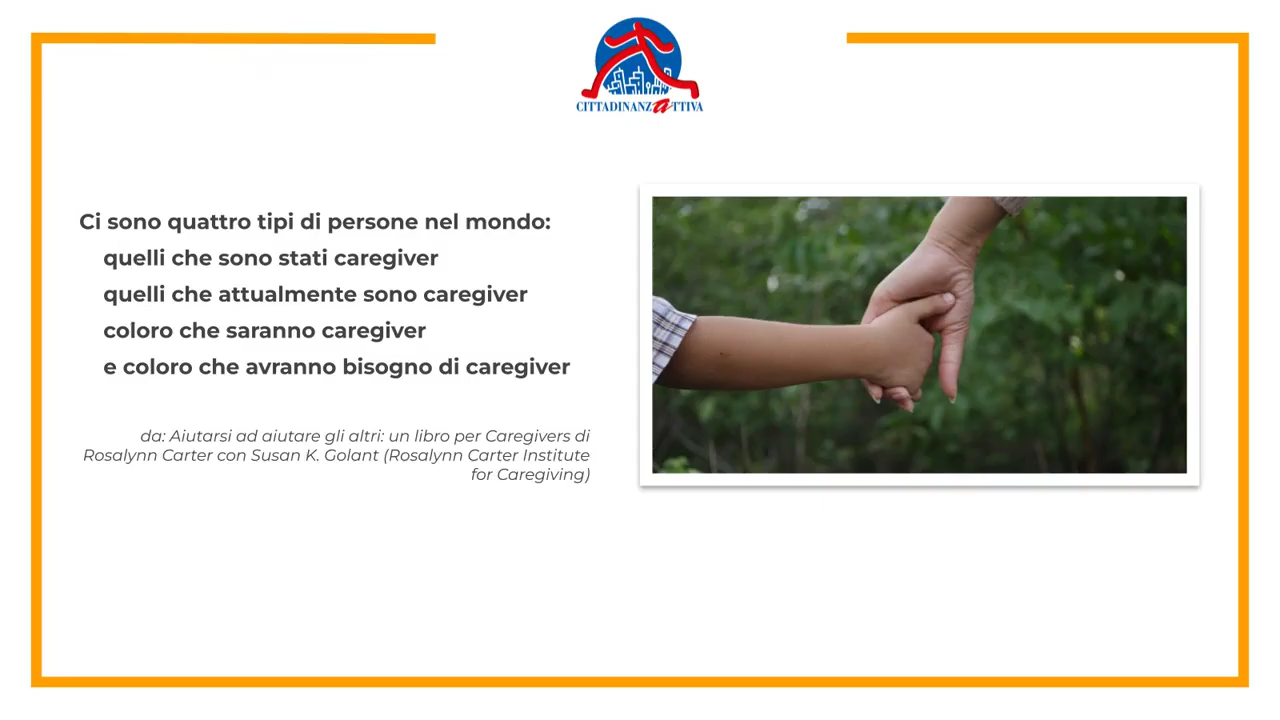 CITTADINANZATTIVA
Ci sono quattro tipi di persone nel mondo:
quelli che sono stati caregiver
quelli che attualmente sono caregiver
coloro che saranno caregiver
e coloro che avranno bisogno di caregiver
da: Aiutarsi ad aiutare gli altri: un libro per Caregivers di
Rosalynn Carter con Susan K. Golant (Rosalynn Carter Institute
for Caregiving)